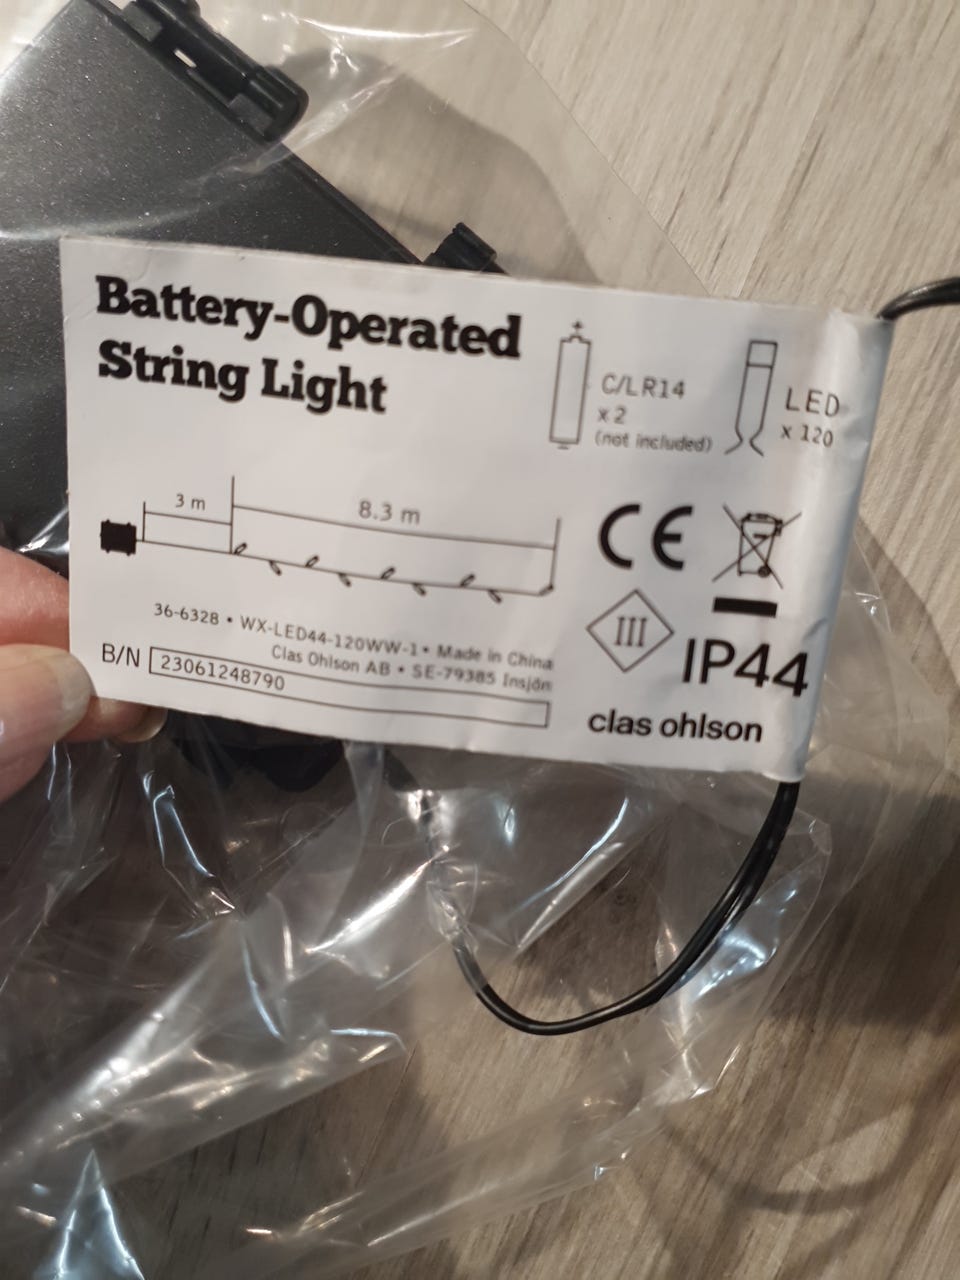 Battery-Operated
String Light
C/LR14
x 2
(not included)
LED
x 120
3 m
8.3 m
36-6328 • WX-LED44-120WW-1 • Made in China
Clas Ohlson AB • SE-79385 Insjön
B/N 23061248790
III
IP44
clas ohlson
CE